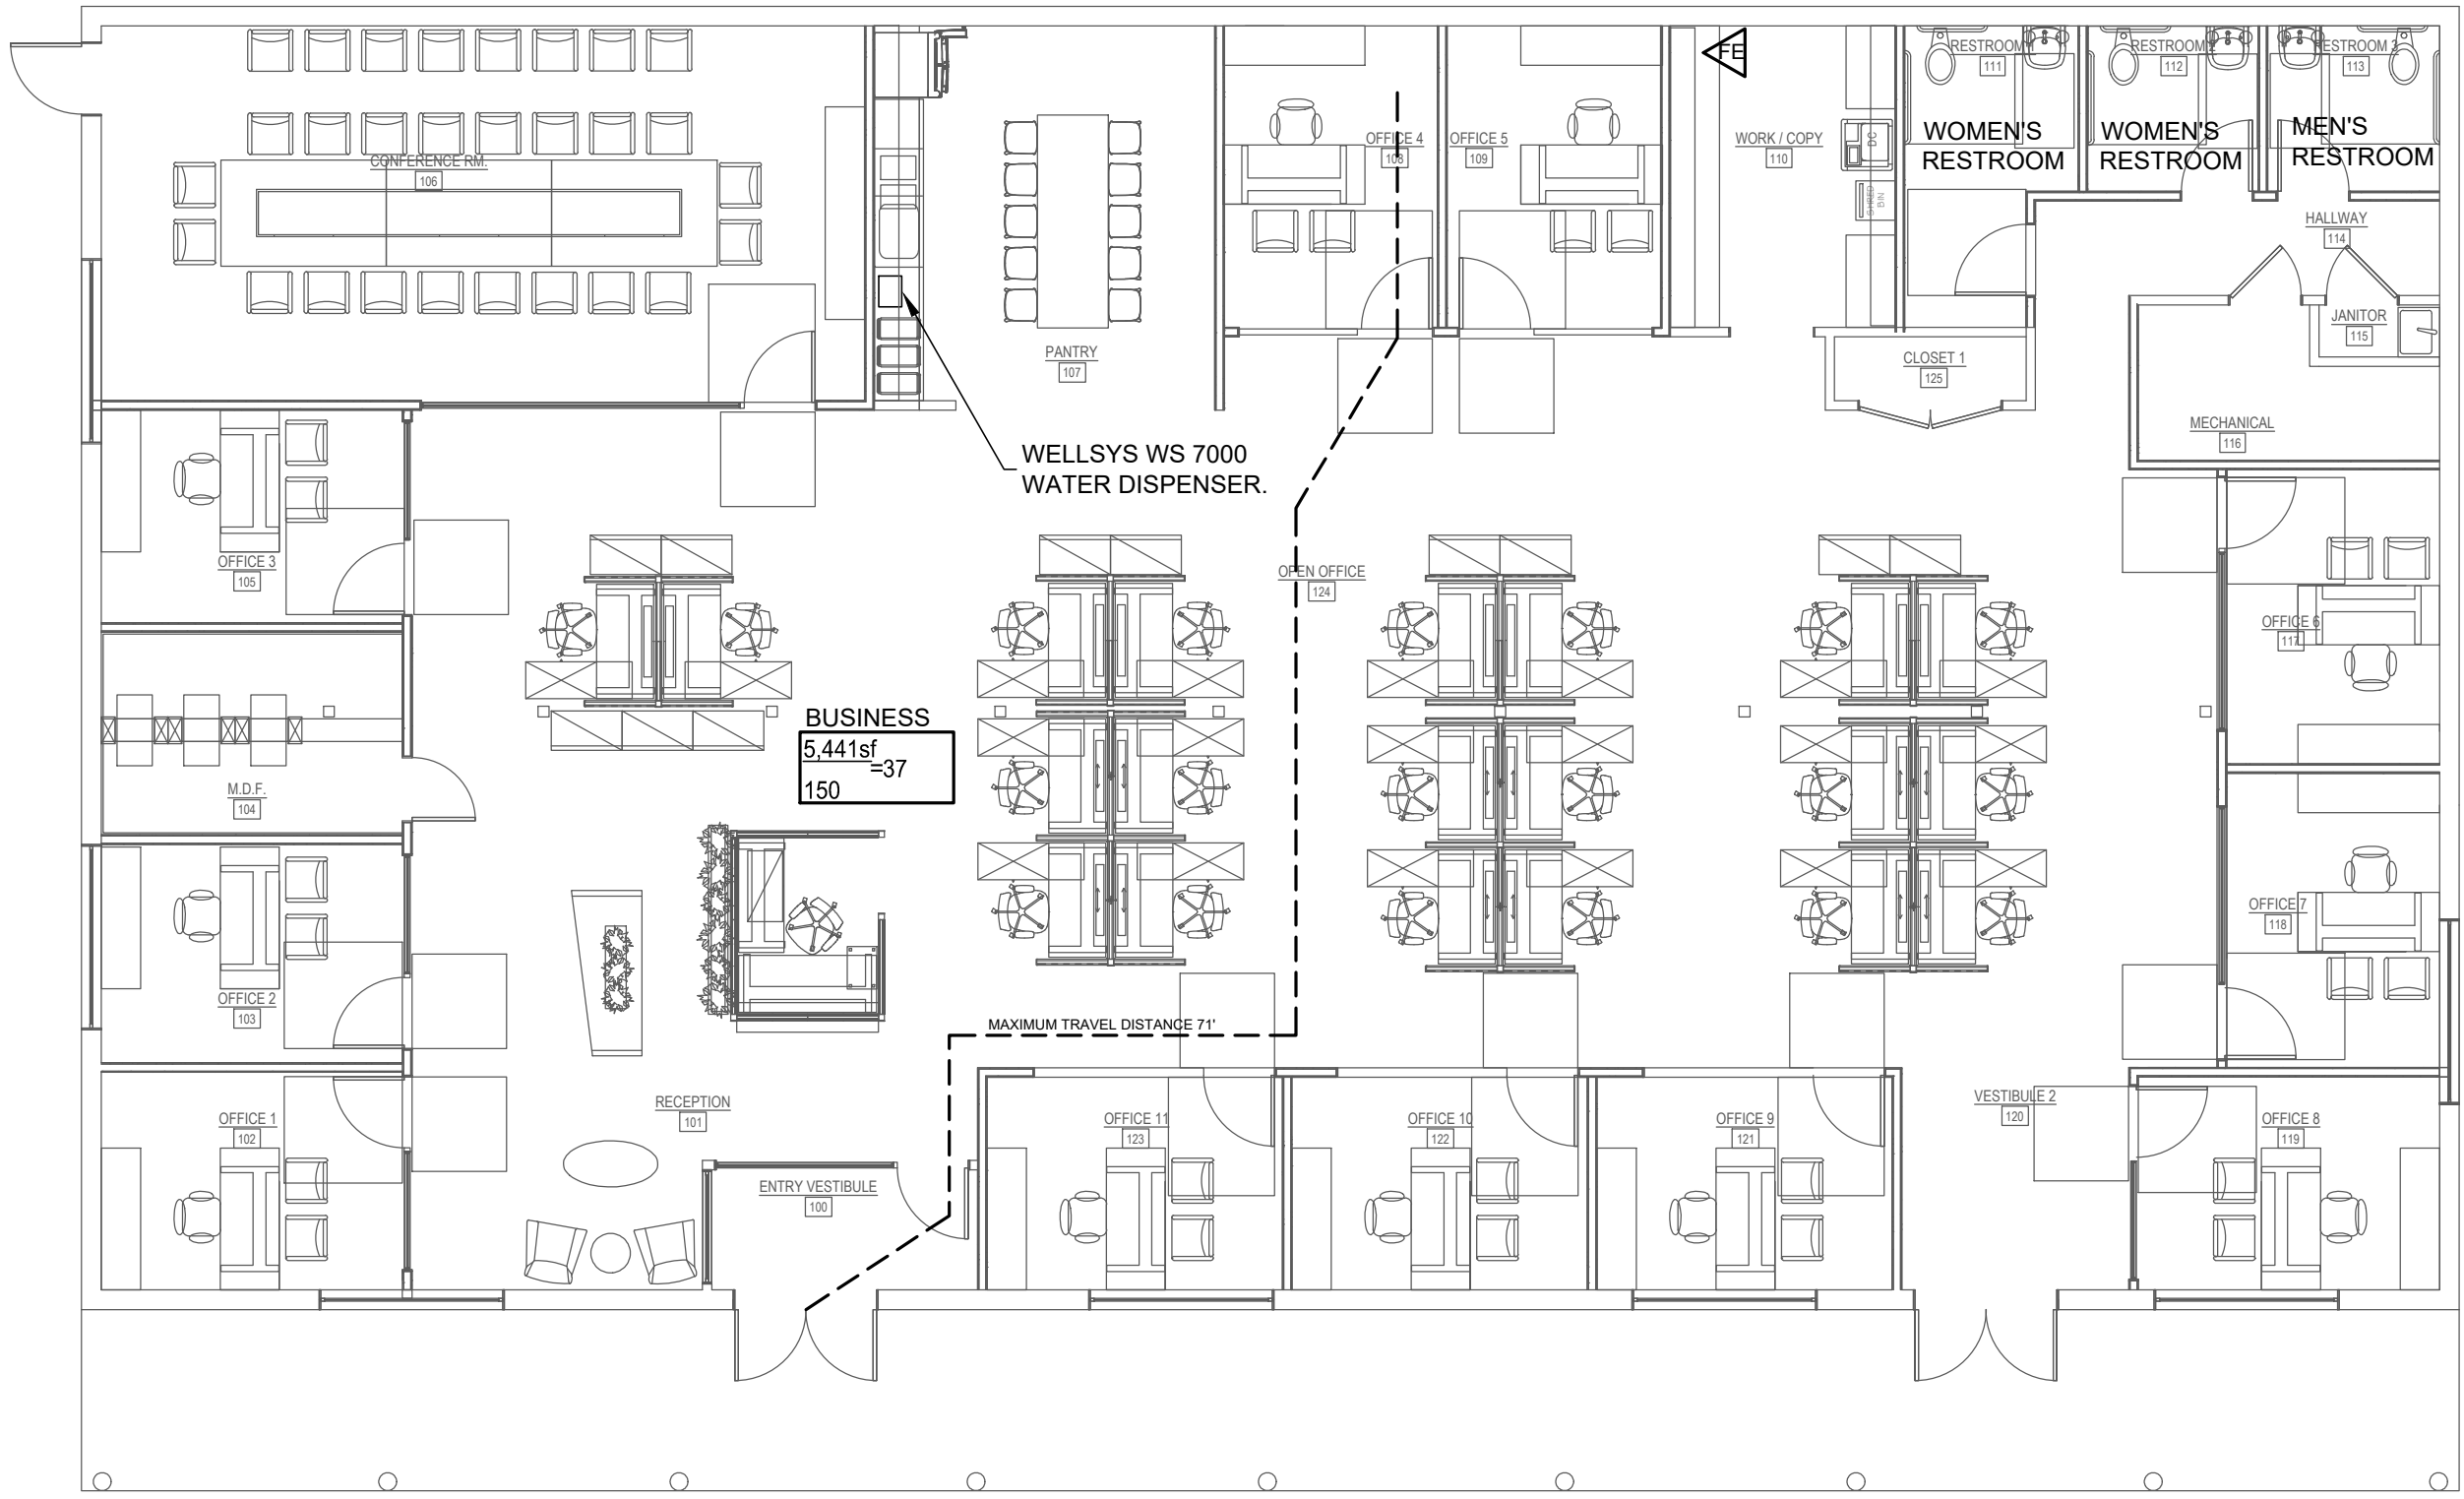 FE
RESTROOM 1
111
RESTROOM 2
112
RESTROOM 3
113
WOMEN'S
RESTROOM
WOMEN'S
RESTROOM
MEN'S
RESTROOM
CONFERENCE RM.
106
OFFICE 4
108
OFFICE 5
109
WORK / COPY
110
DC
SHRED
BIN
HALLWAY
114
JANITOR
115
PANTRY
107
CLOSET 1
125
MECHANICAL
116
WELLSYS WS 7000
WATER DISPENSER.
OFFICE 3
105
OPEN OFFICE
124
OFFICE 6
117
BUSINESS
5,441sf
=37
150
M.D.F.
104
OFFICE 7
118
OFFICE 2
103
MAXIMUM TRAVEL DISTANCE 71'
RECEPTION
101
VESTIBULE 2
120
OFFICE 1
102
OFFICE 11
123
OFFICE 10
122
OFFICE 9
121
OFFICE 8
119
ENTRY VESTIBULE
100